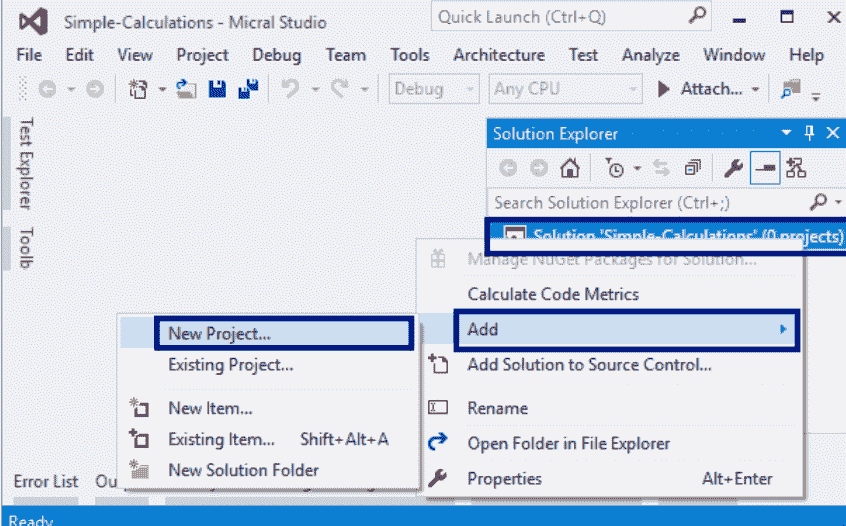 Simple-Calculations - Micral Studio
Quick Launch (Ctrl+Q)
File Edit View Project Debug Team Tools Architecture Test Analyze Window Help
Debug Any CPU Attach...
Test Explorer
Toolb
Solution Explorer
Search Solution Explorer (Ctrl+;)
Solution 'Simple-Calculations' (0 projects)
Manage NuGet Packages for Solution...
Calculate Code Metrics
Add
Add Solution to Source Control...
Rename
Open Folder in File Explorer
Properties Alt+Enter
New Project...
Existing Project...
New Item...
Existing Item... Shift+Alt+A
New Solution Folder
Error List Ou
Ready